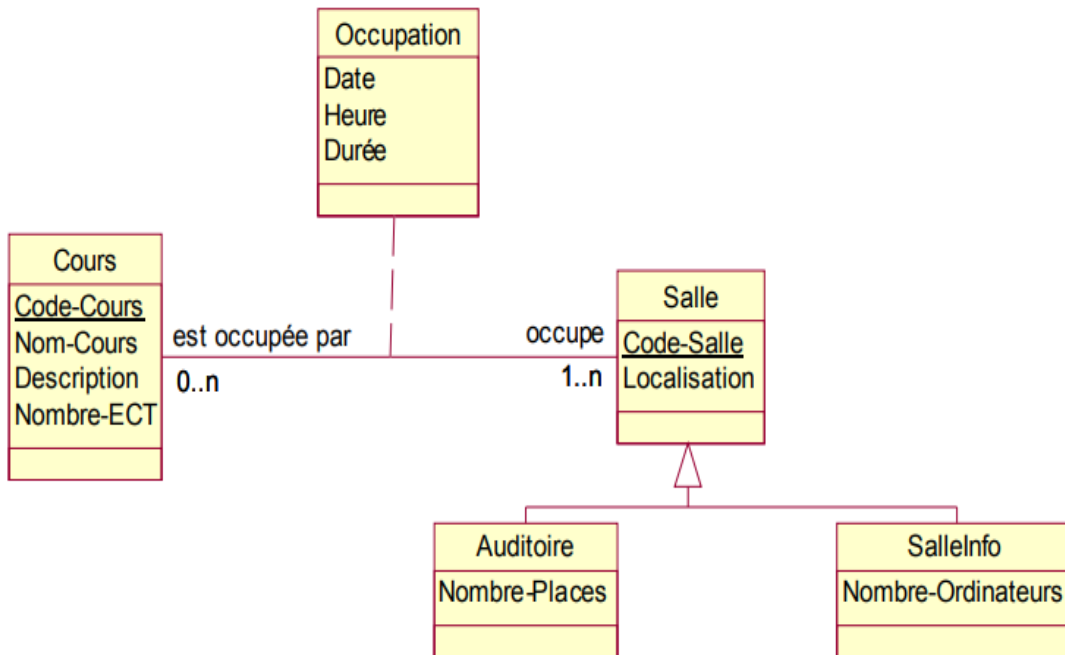 Occupation
Date
Heure
Durée
Cours
Code-Cours
Nom-Cours
Description
Nombre-ECT
est occupée par
0..n
occupe
1..n
Salle
Code-Salle
Localisation
Auditoire
Nombre-Places
SalleInfo
Nombre-Ordinateurs